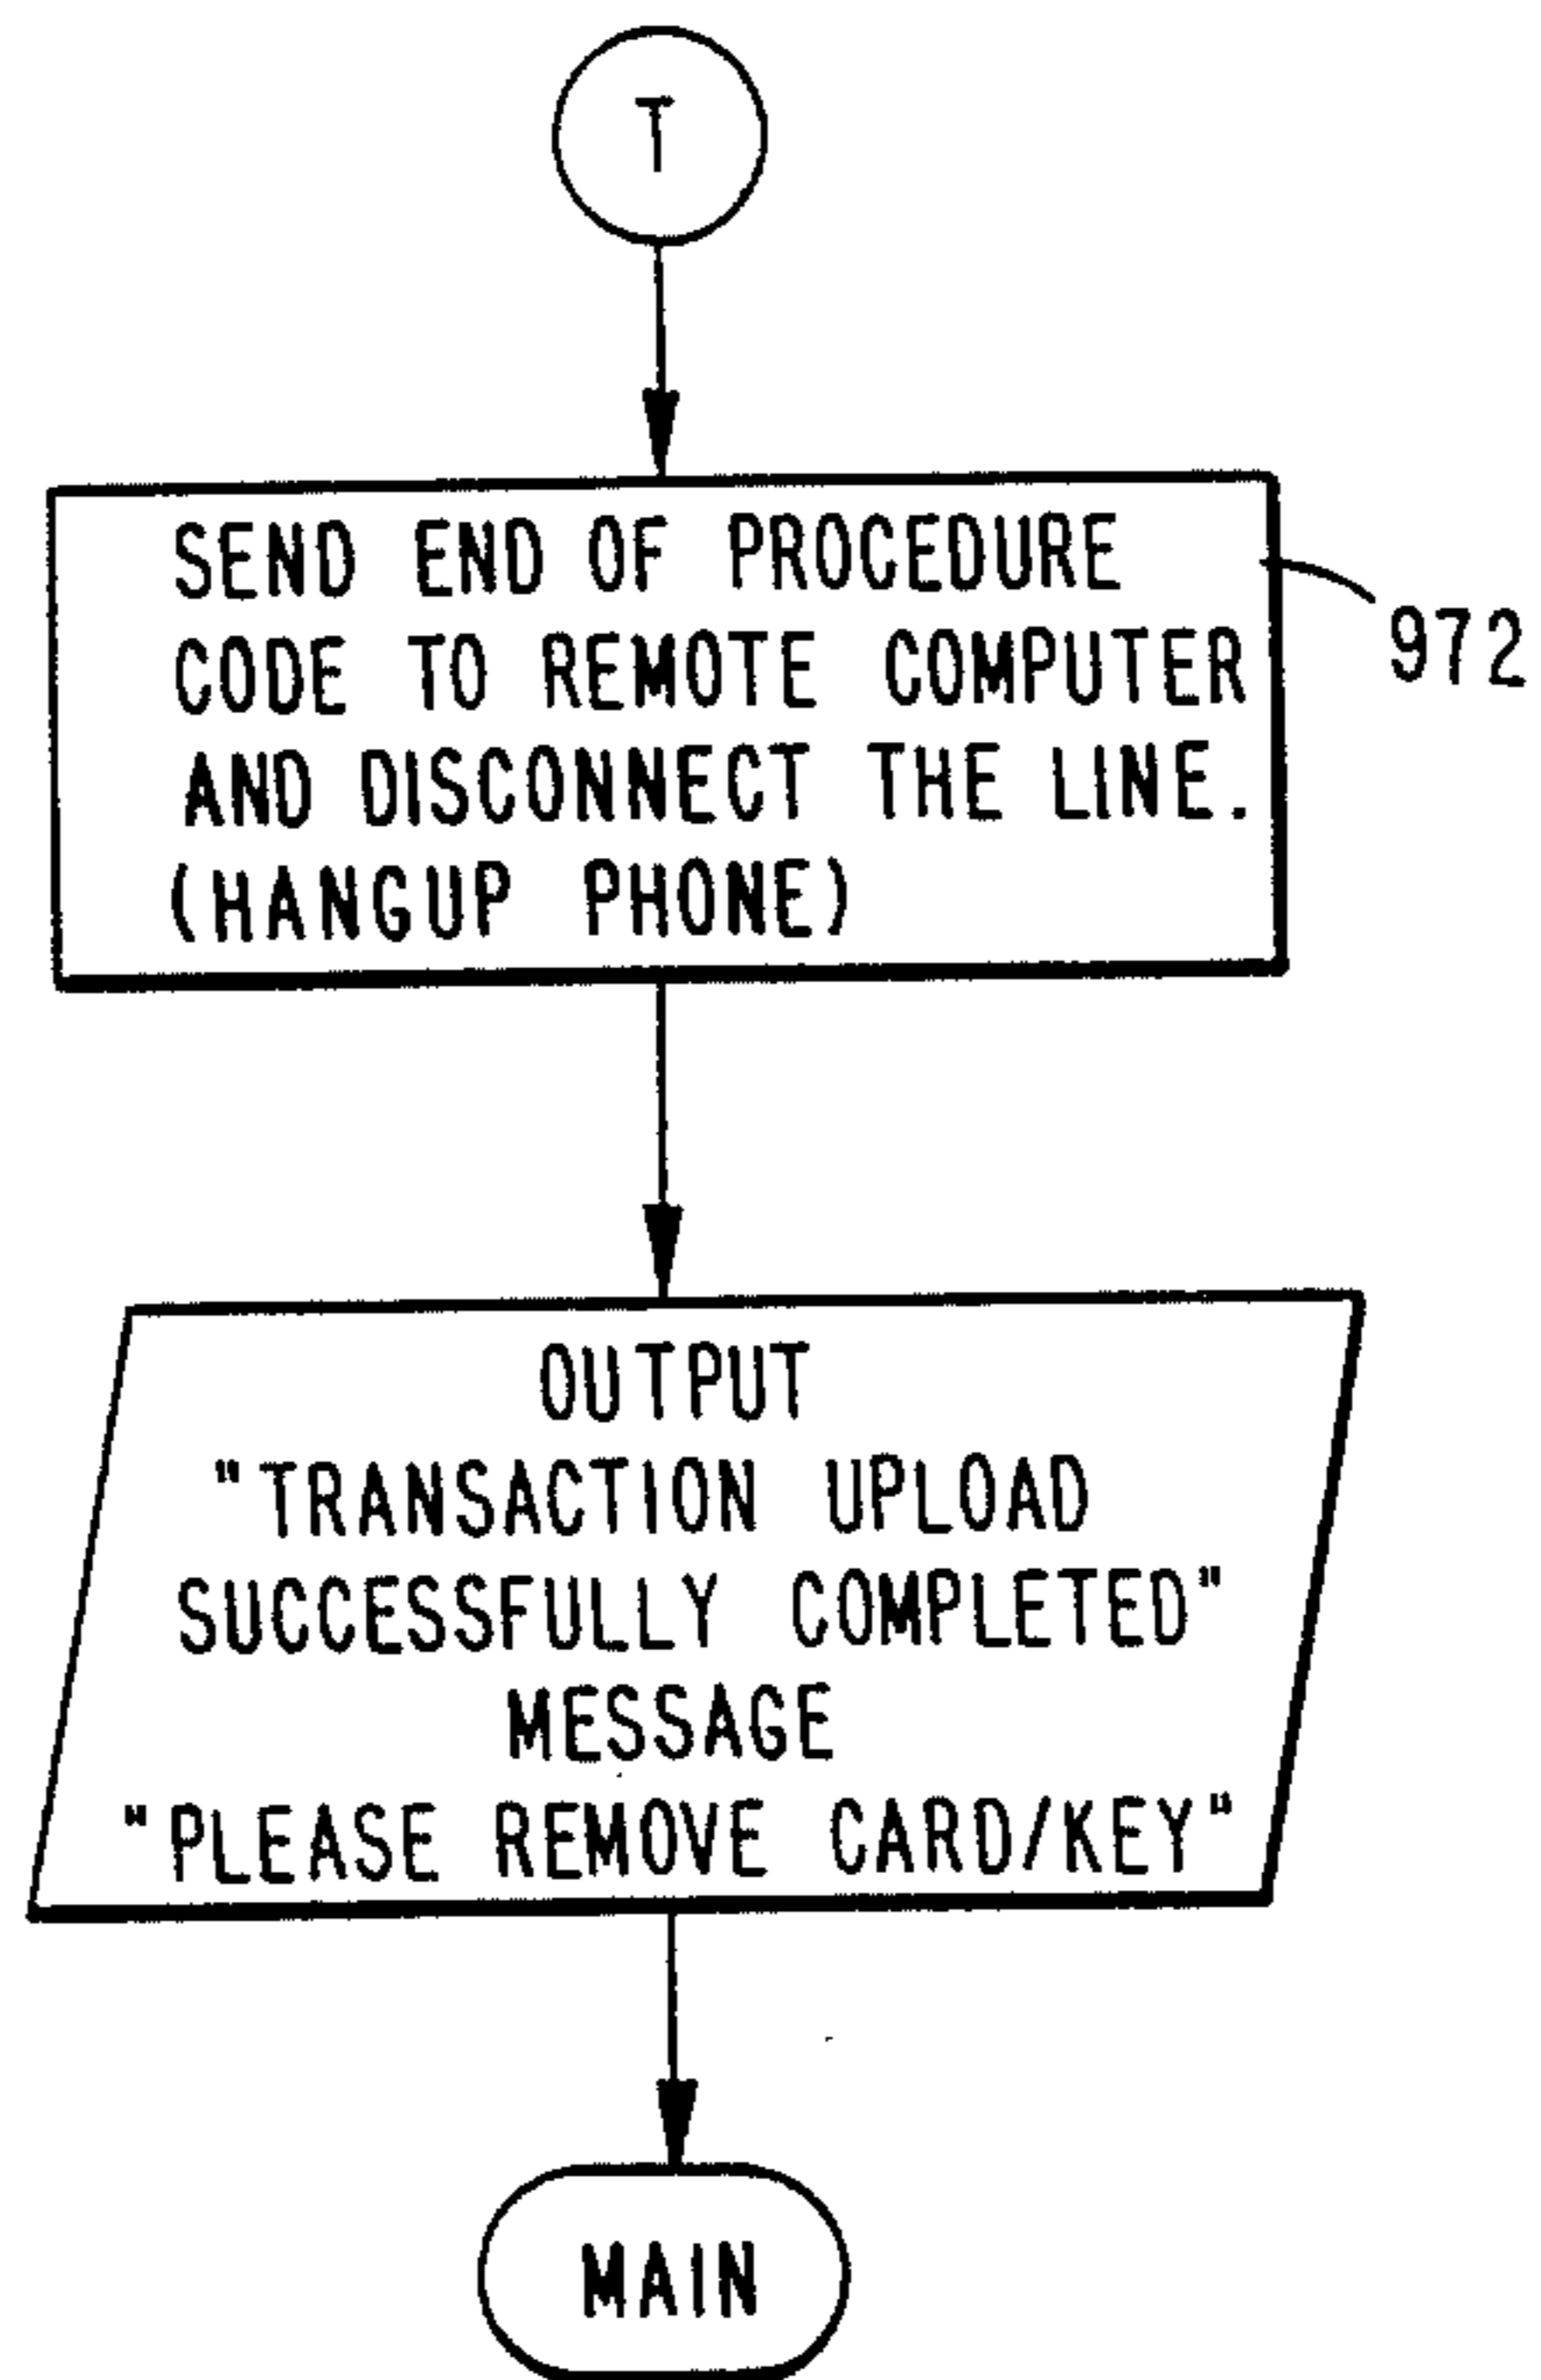 T
SEND END OF PROCEDURE
CODE TO REMOTE COMPUTER
AND DISCONNECT THE LINE.
(HANGUP PHONE)
972
OUTPUT
"TRANSACTION UPLOAD
SUCCESSFULLY COMPLETED"
MESSAGE
"PLEASE REMOVE CARD/KEY"
MAIN